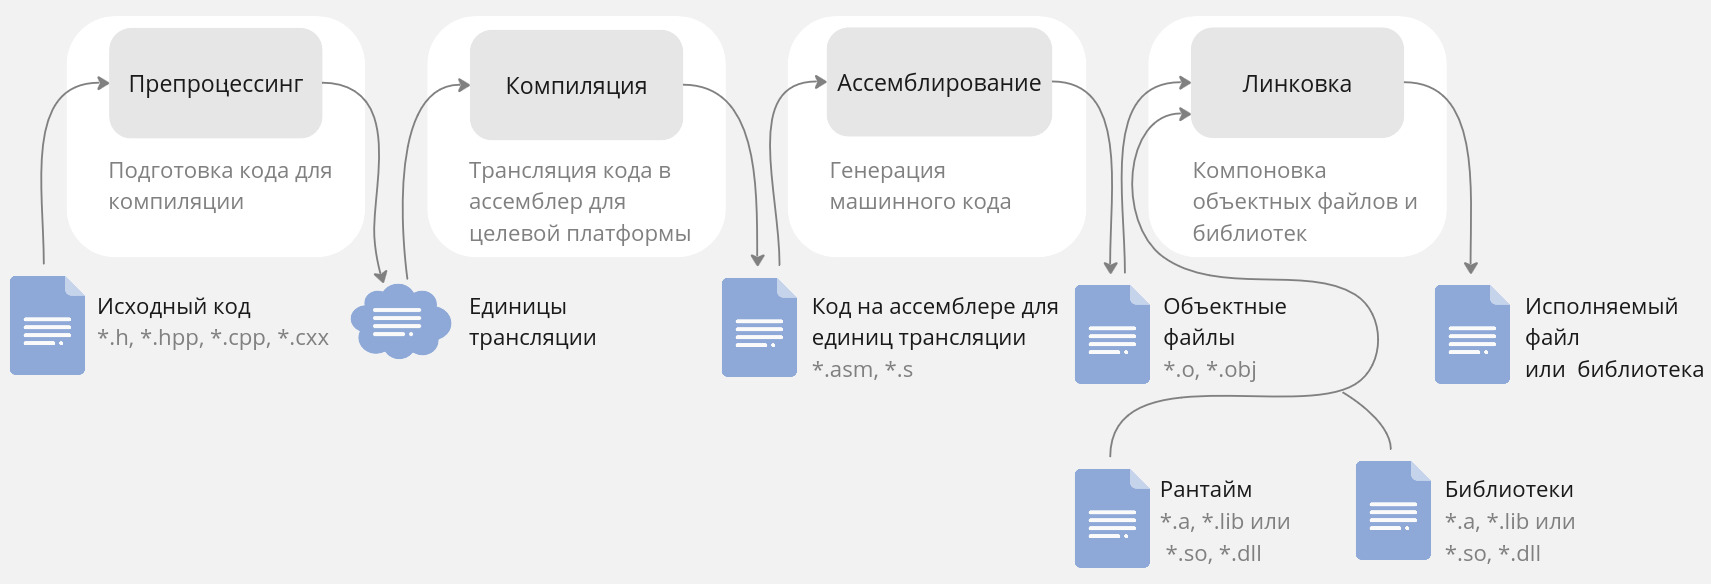 Препроцессинг
Подготовка кода для
компиляции
Компиляция
Трансляция кода в
ассемблер для
целевой платформы
Ассемблирование
Генерация
машинного кода
Линковка
Компоновка
объектных файлов и
библиотек
Исходный код
*.h, *.hpp, *.cpp, *.cxx
Единицы
трансляции
Код на ассемблере для
единиц трансляции
*.asm, *.s
Объектные
файлы
*.o, *.obj
Исполняемый
файл
или  библиотека
Рантайм
*.a, *.lib или
*.so, *.dll
Библиотеки
*.a, *.lib или
*.so, *.dll